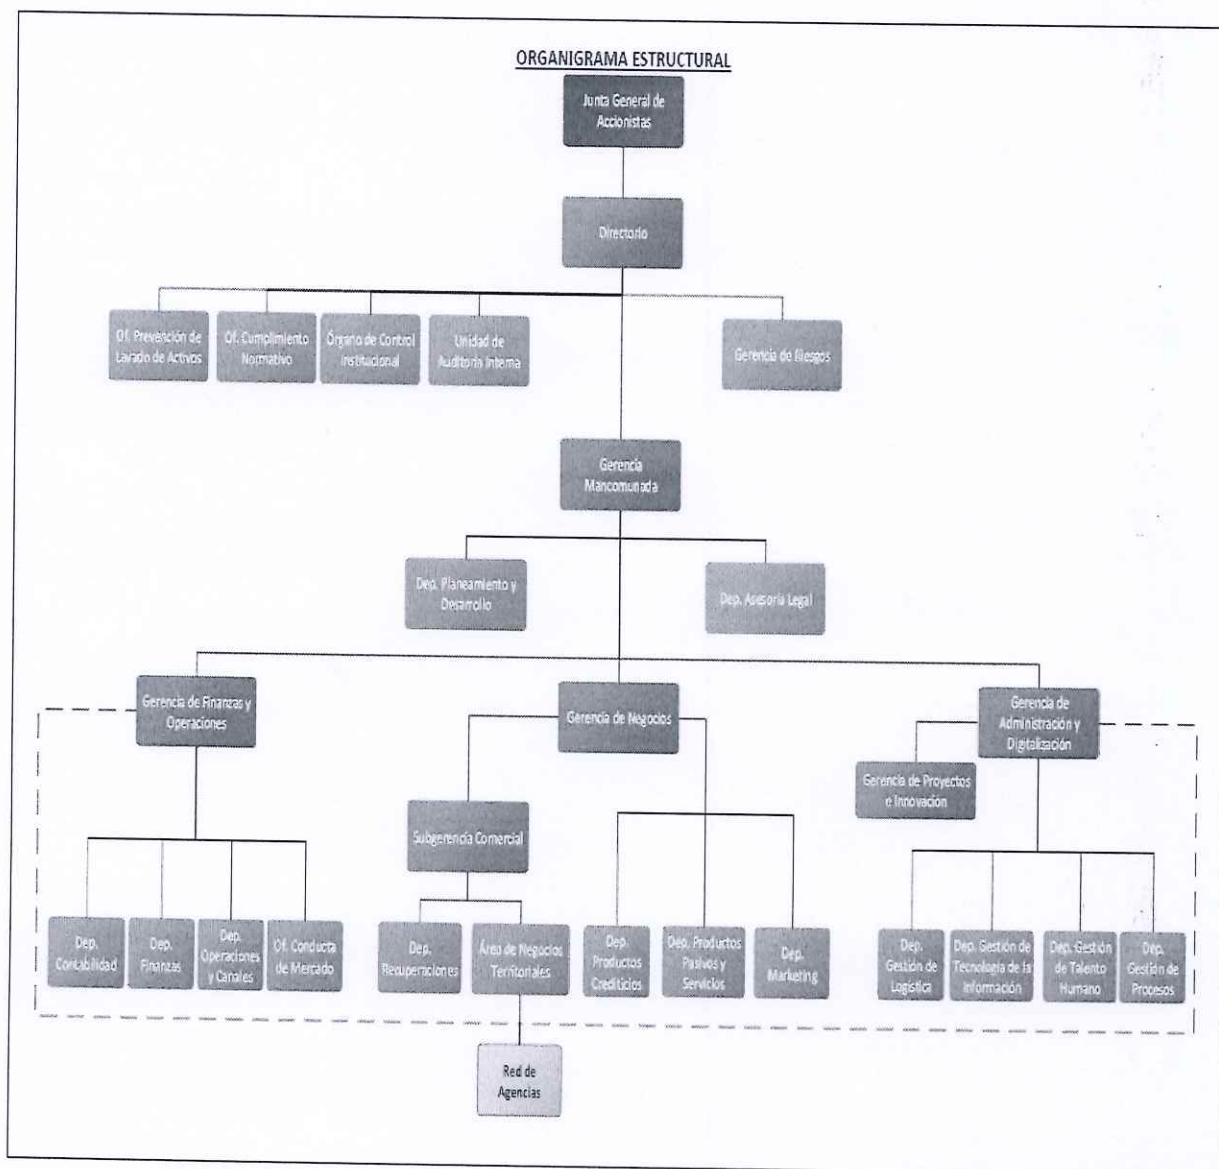 ORGANIGRAMA ESTRUCTURAL
Junta General de
Accionistas
Directorio
Of. Prevención de
Lavado de Activos
Of. Cumplimiento
Normativo
Órgano de Control
Institucional
Unidad de
Auditoría Interna
Gerencia de Riesgos
Gerencia
Mancomunada
Dep. Planeamiento y
Desarrollo
Dep. Asesoría Legal
Gerencia de Finanzas y
Operaciones
Gerencia de Negocios
Gerencia de
Administración y
Digitalización
Gerencia de Proyectos
e Innovación
Subgerencia Comercial
Dep.
Contabilidad
Dep.
Finanzas
Dep.
Operaciones
y Canales
Of. Conducta
de Mercado
Dep.
Recuperaciones
Área de Negocios
Territoriales
Dep.
Productos
Crediticios
Dep. Productos
Pasivos y
Servicios
Dep.
Marketing
Dep.
Gestión de
Logística
Dep. Gestión de
Tecnología de la
Información
Dep. Gestión
de Talento
Humano
Dep.
Gestión de
Procesos
Red de
Agencias